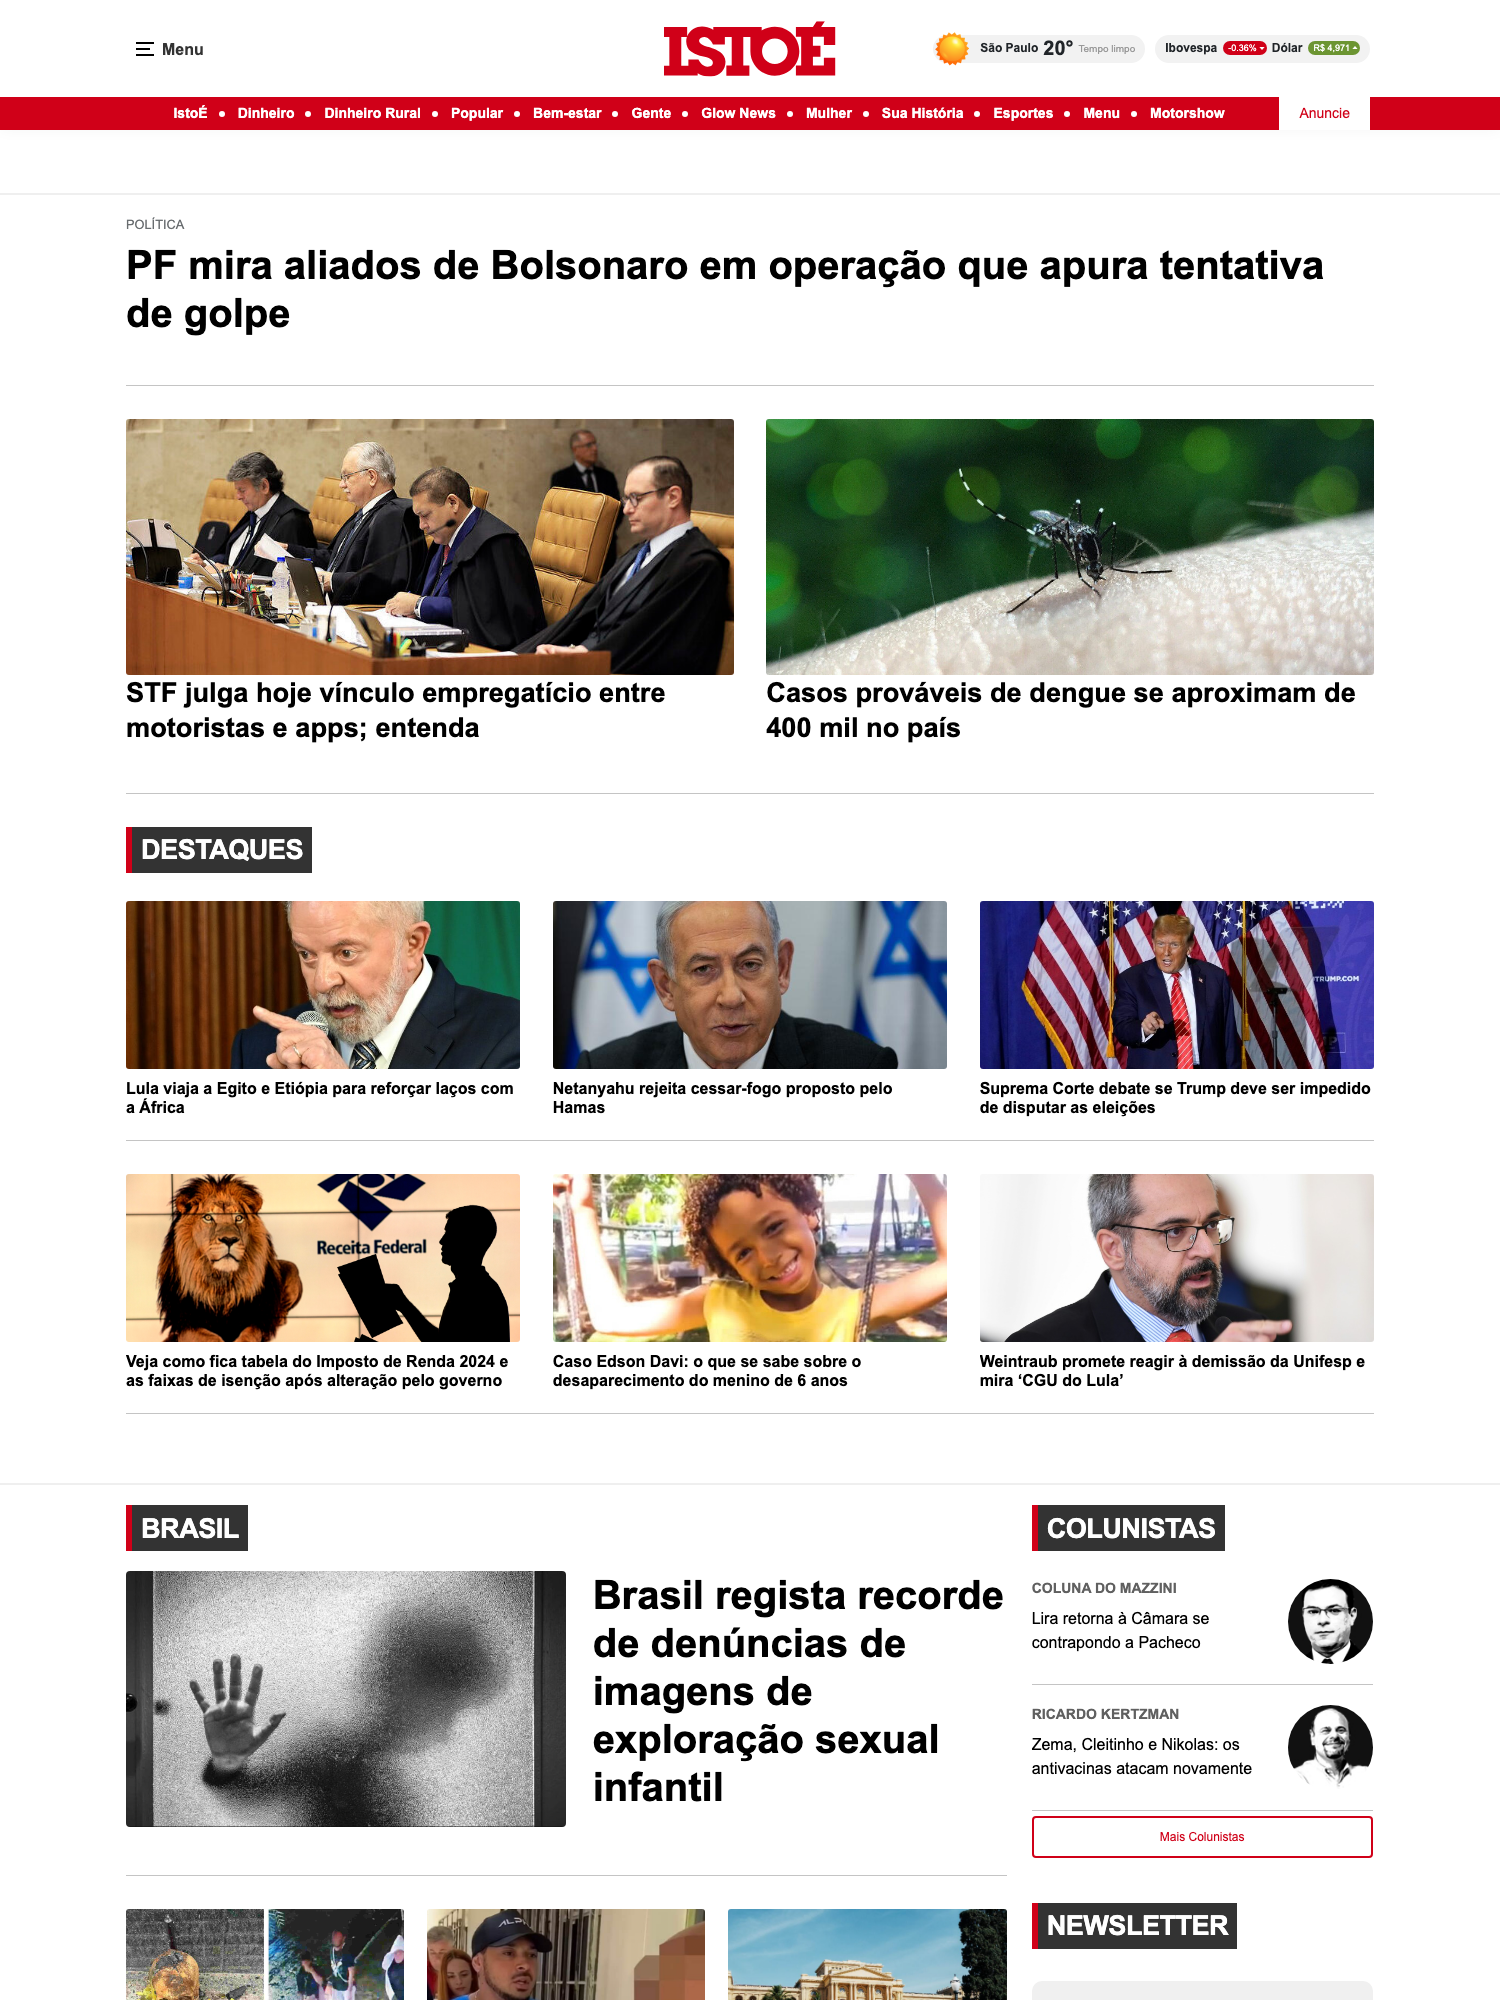 Menu
ISTOÉ
São Paulo 20° Tempo limpo
Ibovespa -0.36% Dólar R$ 4,971
IstoÉ • Dinheiro • Dinheiro Rural • Popular • Bem-estar • Gente • Glow News • Mulher • Sua História • Esportes • Menu • Motorshow
Anuncie
POLÍTICA
PF mira aliados de Bolsonaro em operação que apura tentativa
de golpe
STF julga hoje vínculo empregatício entre
motoristas e apps; entenda
Casos prováveis de dengue se aproximam de
400 mil no país
DESTAQUES
TRUMP.COM
Lula viaja a Egito e Etiópia para reforçar laços com
a África
Netanyahu rejeita cessar-fogo proposto pelo
Hamas
Suprema Corte debate se Trump deve ser impedido
de disputar as eleições
Receita Federal
Veja como fica tabela do Imposto de Renda 2024 e
as faixas de isenção após alteração pelo governo
Caso Edson Davi: o que se sabe sobre o
desaparecimento do menino de 6 anos
Weintraub promete reagir à demissão da Unifesp e
mira ‘CGU do Lula’
BRASIL
Brasil regista recorde
de denúncias de
imagens de
exploração sexual
infantil
COLUNISTAS
COLUNA DO MAZZINI
Lira retorna à Câmara se
contrapondo a Pacheco
RICARDO KERTZMAN
Zema, Cleitinho e Nikolas: os
antivacinas atacam novamente
Mais Colunistas
NEWSLETTER